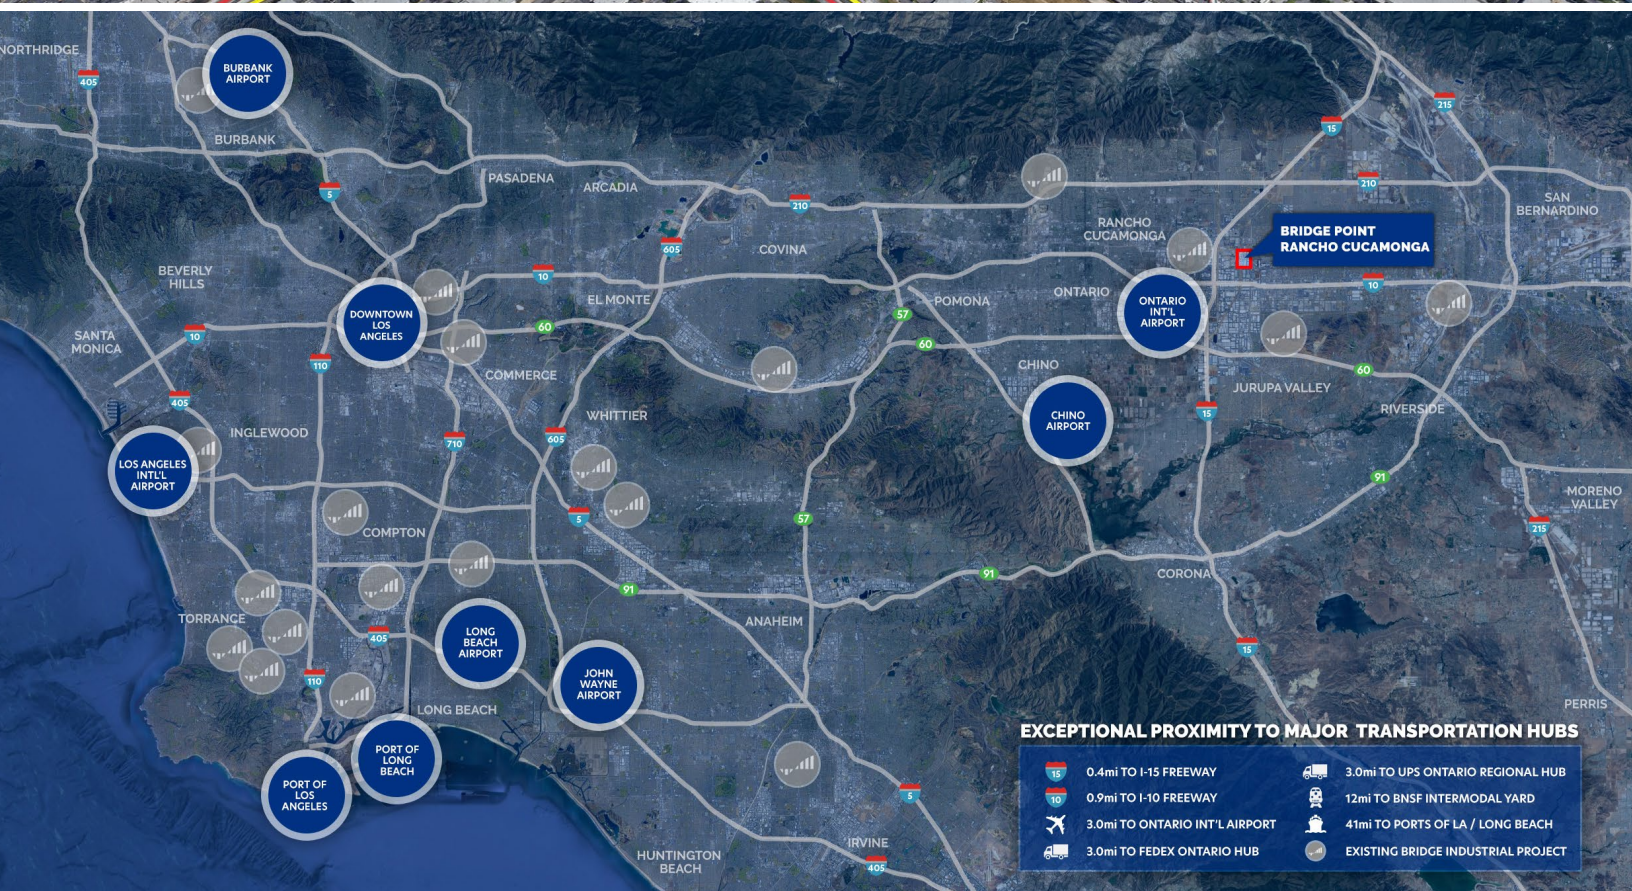 NORTHRIDGE
405
BURBANK
AIRPORT
BURBANK
5
PASADENA
ARCADIA
210
605
COVINA
10
EL MONTE
60
BEVERLY
HILLS
SANTA
MONICA
10
110
DOWNTOWN
LOS
ANGELES
COMMERCE
WHITTIER
405
INGLEWOOD
LOS ANGELES
INTL'L
AIRPORT
710
605
5
COMPTON
TORRANCE
405
110
91
LONG
BEACH
AIRPORT
JOHN
WAYNE
AIRPORT
LONG BEACH
PORT OF
LONG
BEACH
PORT OF
LOS
ANGELES
HUNTINGTON
BEACH
ANAHEIM
57
91
5
IRVINE
405
57
60
POMONA
ONTARIO
CHINO
CHINO
AIRPORT
ONTARIO
INT'L
AIRPORT
RANCHO
CUCAMONGA
15
215
210
SAN
BERNARDINO
BRIDGE POINT
RANCHO CUCAMONGA
10
JURUPA VALLEY
60
15
RIVERSIDE
91
MORENO
VALLEY
215
CORONA
15
PERRIS
EXCEPTIONAL PROXIMITY TO MAJOR TRANSPORTATION HUBS
15 0.4mi TO I-15 FREEWAY
10 0.9mi TO I-10 FREEWAY
3.0mi TO ONTARIO INT'L AIRPORT
3.0mi TO FEDEX ONTARIO HUB
3.0mi TO UPS ONTARIO REGIONAL HUB
12mi TO BNSF INTERMODAL YARD
41mi TO PORTS OF LA / LONG BEACH
EXISTING BRIDGE INDUSTRIAL PROJECT